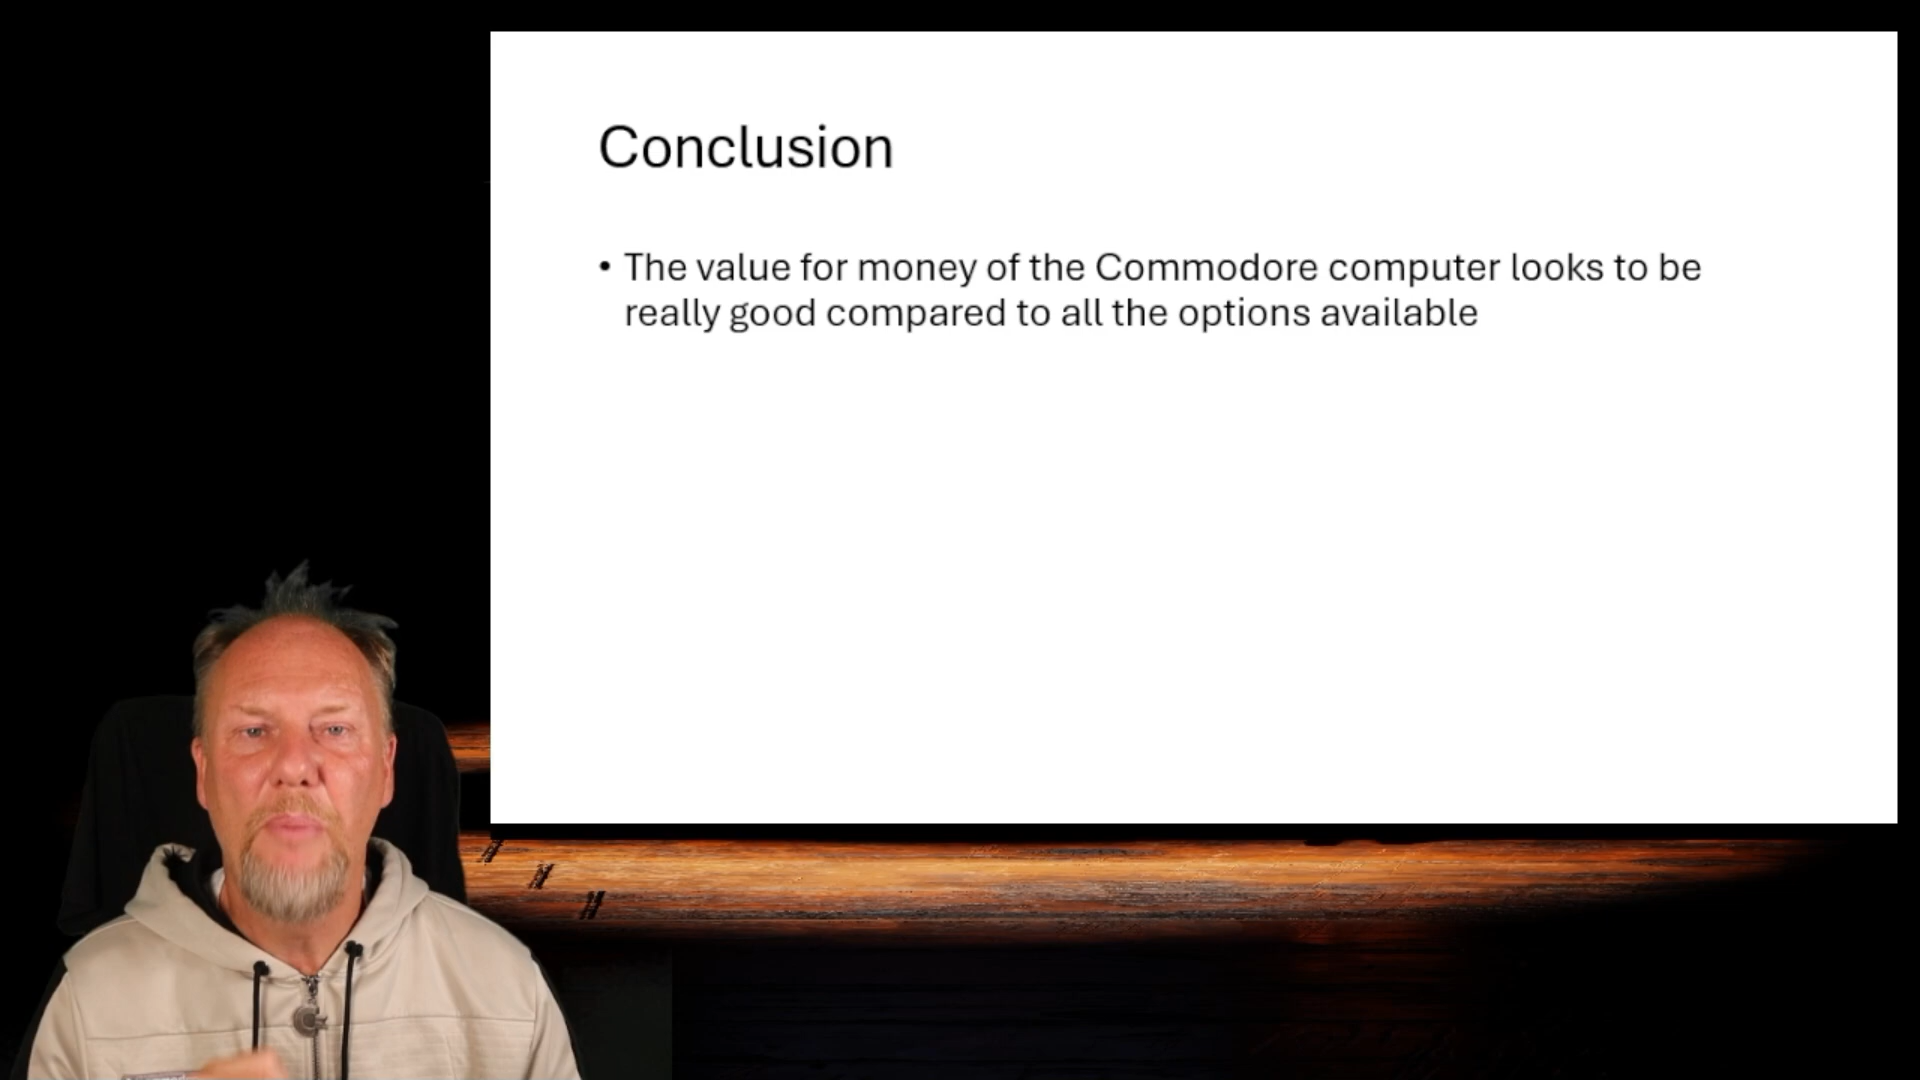 Conclusion
• The value for money of the Commodore computer looks to be
really good compared to all the options available